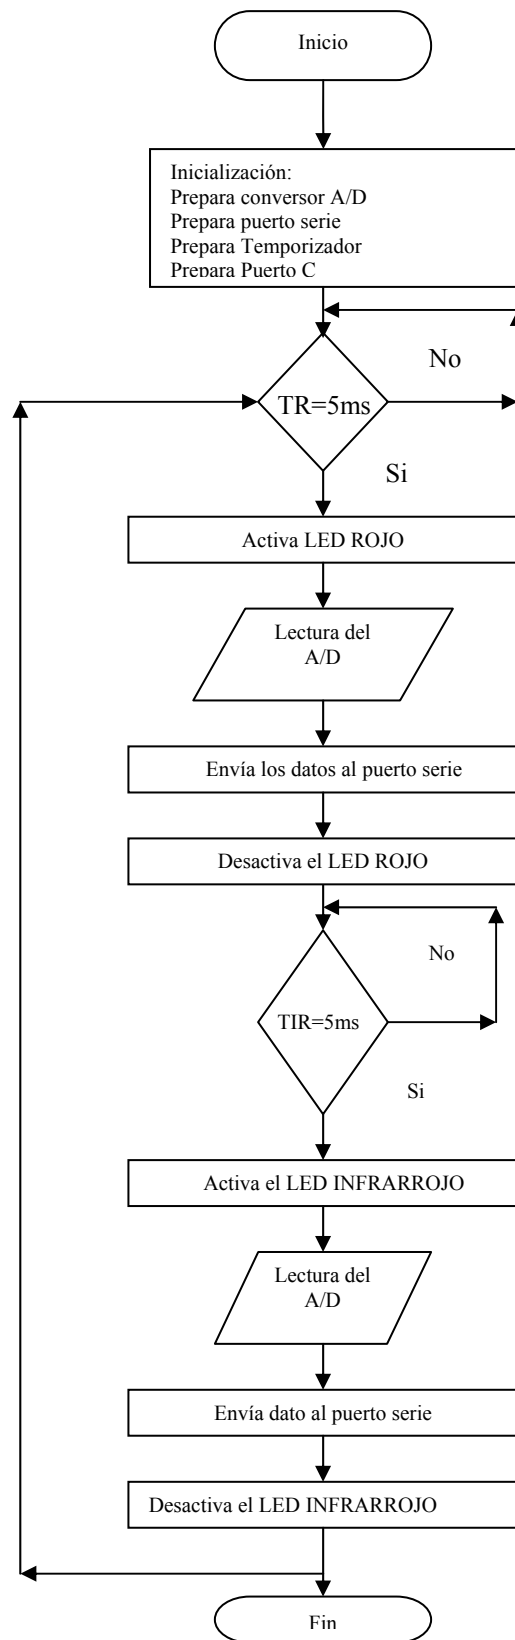 Inicio
Inicialización:
Prepara conversor A/D
Prepara puerto serie
Prepara Temporizador
Prepara Puerto C
No
TR=5ms
Si
Activa LED ROJO
Lectura del
A/D
Envía los datos al puerto serie
Desactiva el LED ROJO
No
TIR=5ms
Si
Activa el LED INFRARROJO
Lectura del
A/D
Envía dato al puerto serie
Desactiva el LED INFRARROJO
Fin